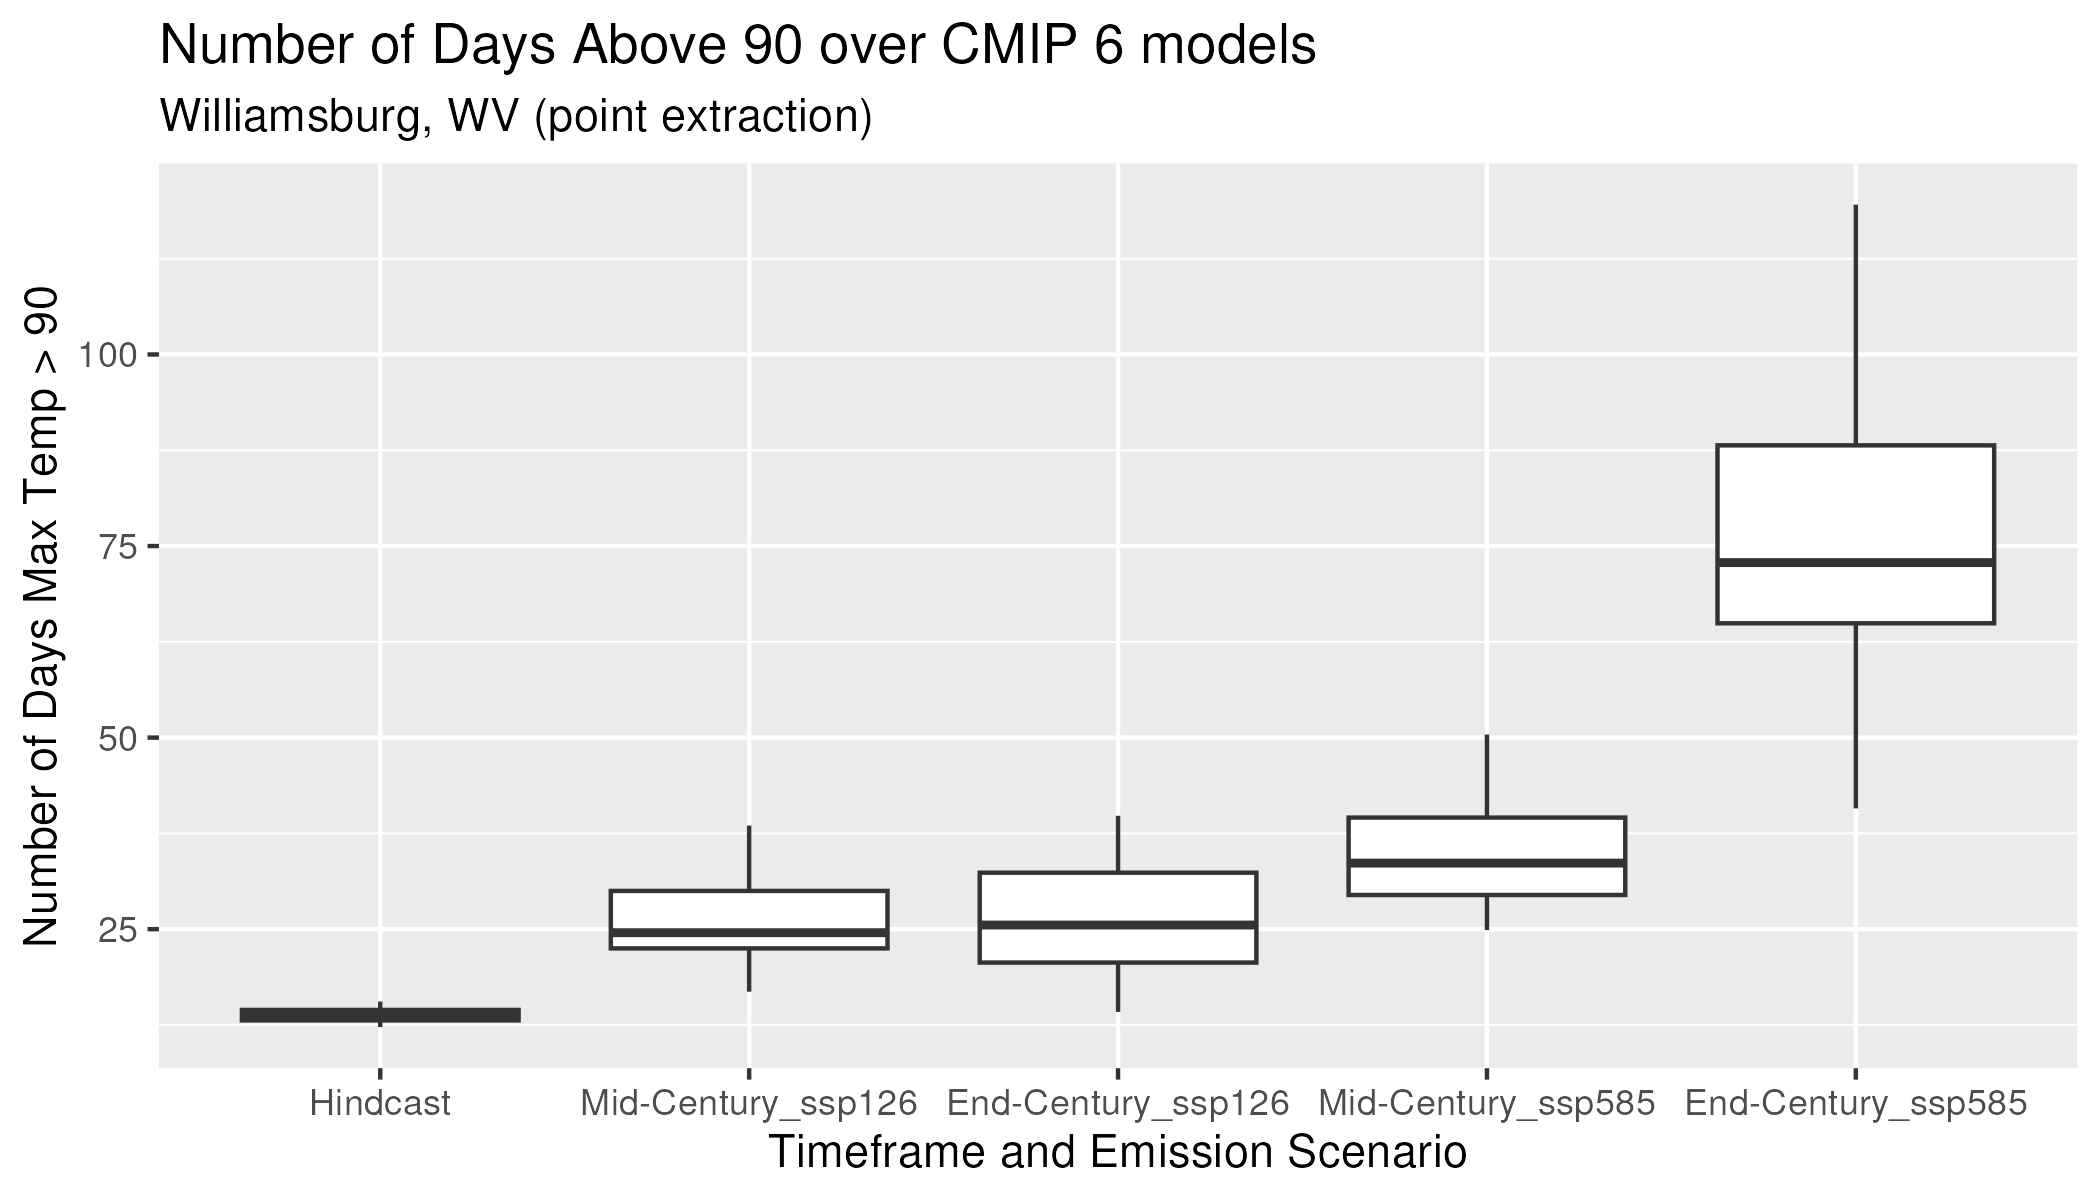 Number of Days Above 90 over CMIP 6 models
Williamsburg, WV (point extraction)
Number of Days Max Temp > 90
100
75
50
25
Hindcast
Mid-Century_ssp126
End-Century_ssp126
Mid-Century_ssp585
End-Century_ssp585
Timeframe and Emission Scenario